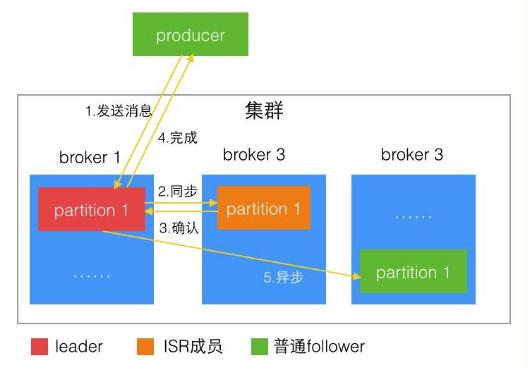 producer
1.发送消息
集群
4.完成
broker 1
broker 3
broker 3
partition 1
2.同步
partition 1
3.确认
......
......
5.异步
partition 1
leader
ISR成员
普通follower